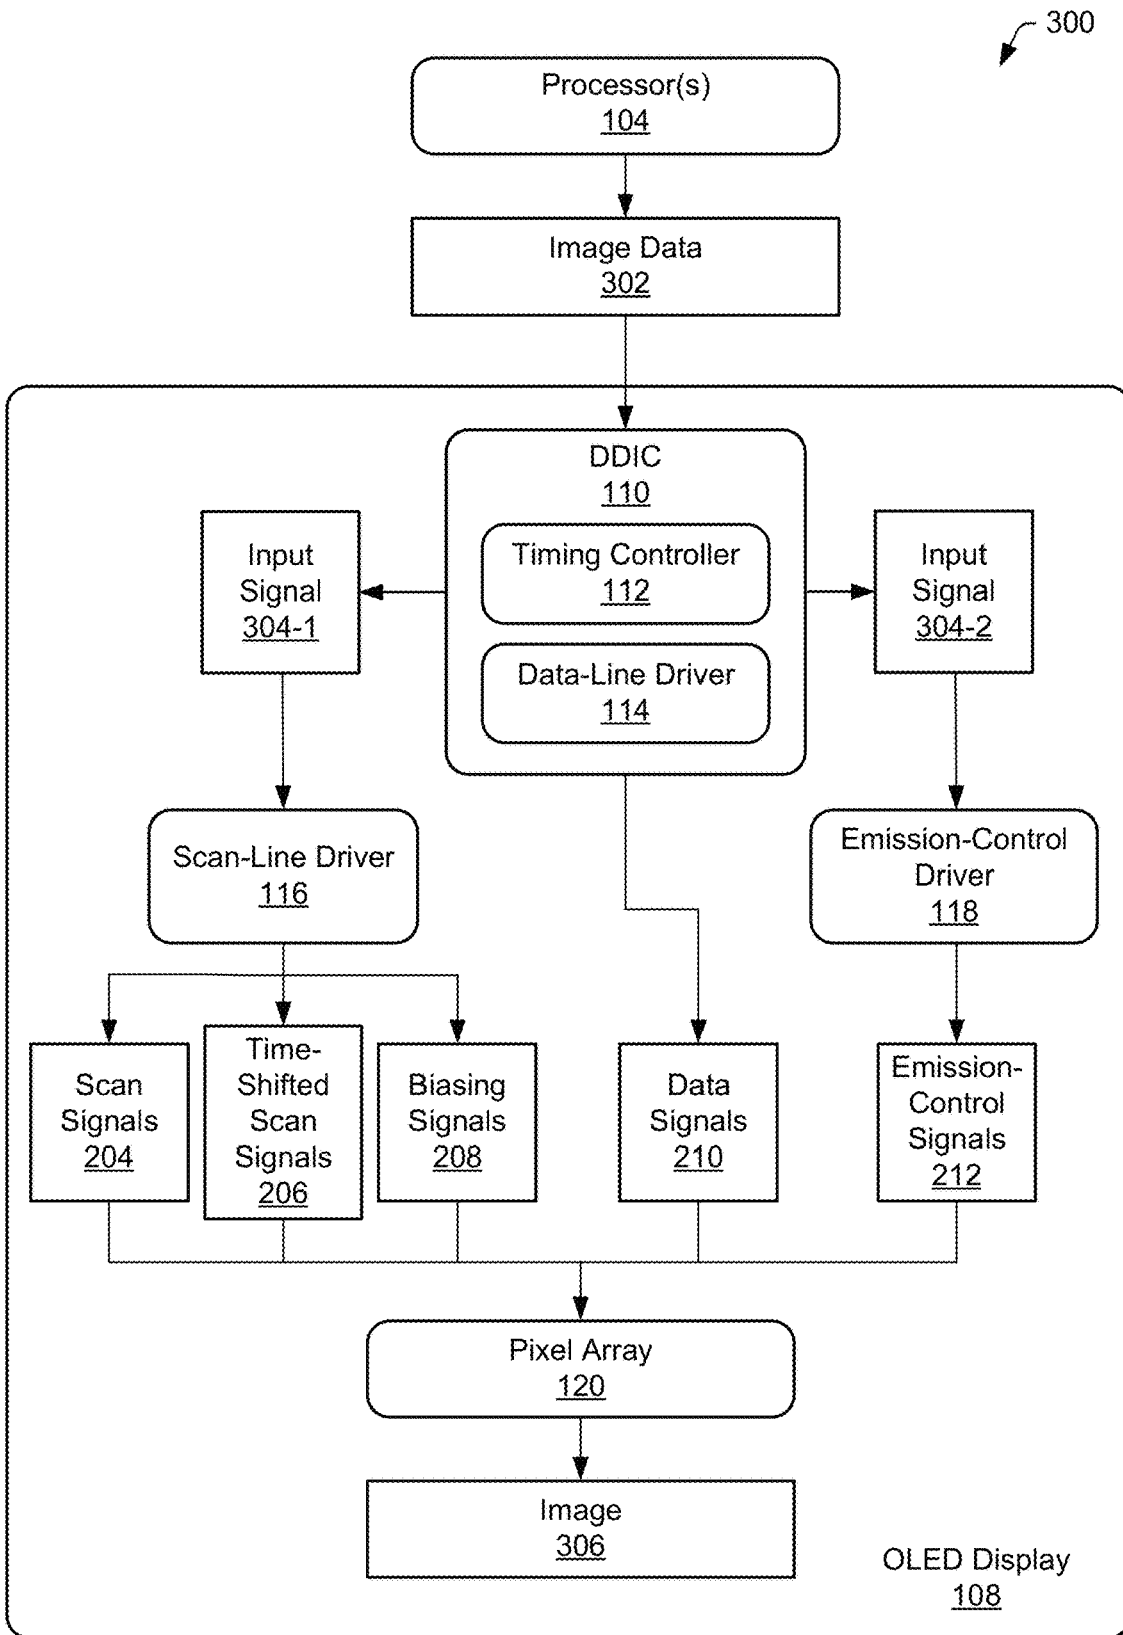 300
Processor(s)
104
Image Data
302
DDIC
110
Timing Controller
112
Data-Line Driver
114
Input
Signal
304-1
Input
Signal
304-2
Scan-Line Driver
116
Emission-Control
Driver
118
Scan
Signals
204
Time-
Shifted
Scan
Signals
206
Biasing
Signals
208
Data
Signals
210
Emission-
Control
Signals
212
Pixel Array
120
Image
306
OLED Display
108